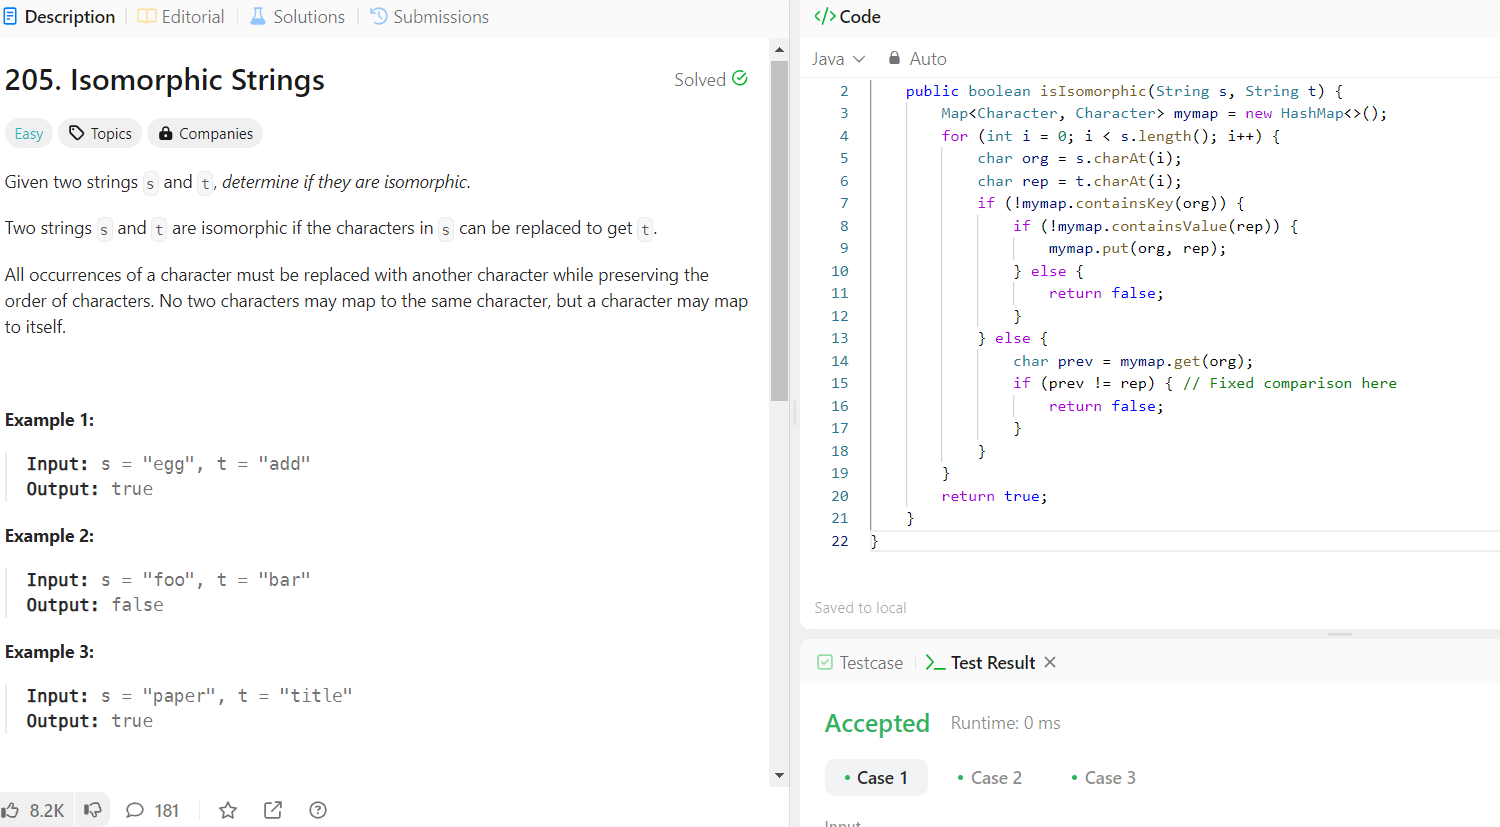 Description
Editorial
Solutions
Submissions
205. Isomorphic Strings
Solved
Easy
Topics
Companies
Given two strings s and t, determine if they are isomorphic.
Two strings s and t are isomorphic if the characters in s can be replaced to get t.
All occurrences of a character must be replaced with another character while preserving the
order of characters. No two characters may map to the same character, but a character may map
to itself.
Example 1:
Input: s = "egg", t = "add"
Output: true
Example 2:
Input: s = "foo", t = "bar"
Output: false
Example 3:
Input: s = "paper", t = "title"
Output: true
8.2K
181
</> Code
Java
Auto
2 public boolean isIsomorphic(String s, String t) {
3 Map<Character, Character> mymap = new HashMap<>();
4 for (int i = 0; i < s.length(); i++) {
5 char org = s.charAt(i);
6 char rep = t.charAt(i);
7 if (!mymap.containsKey(org)) {
8 if (!mymap.containsValue(rep)) {
9 mymap.put(org, rep);
10 } else {
11 return false;
12 }
13 } else {
14 char prev = mymap.get(org);
15 if (prev != rep) { // Fixed comparison here
16 return false;
17 }
18 }
19 }
20 return true;
21 }
22 }
Saved to local
Testcase
Test Result
Accepted
Runtime: 0 ms
Case 1
Case 2
Case 3
Input